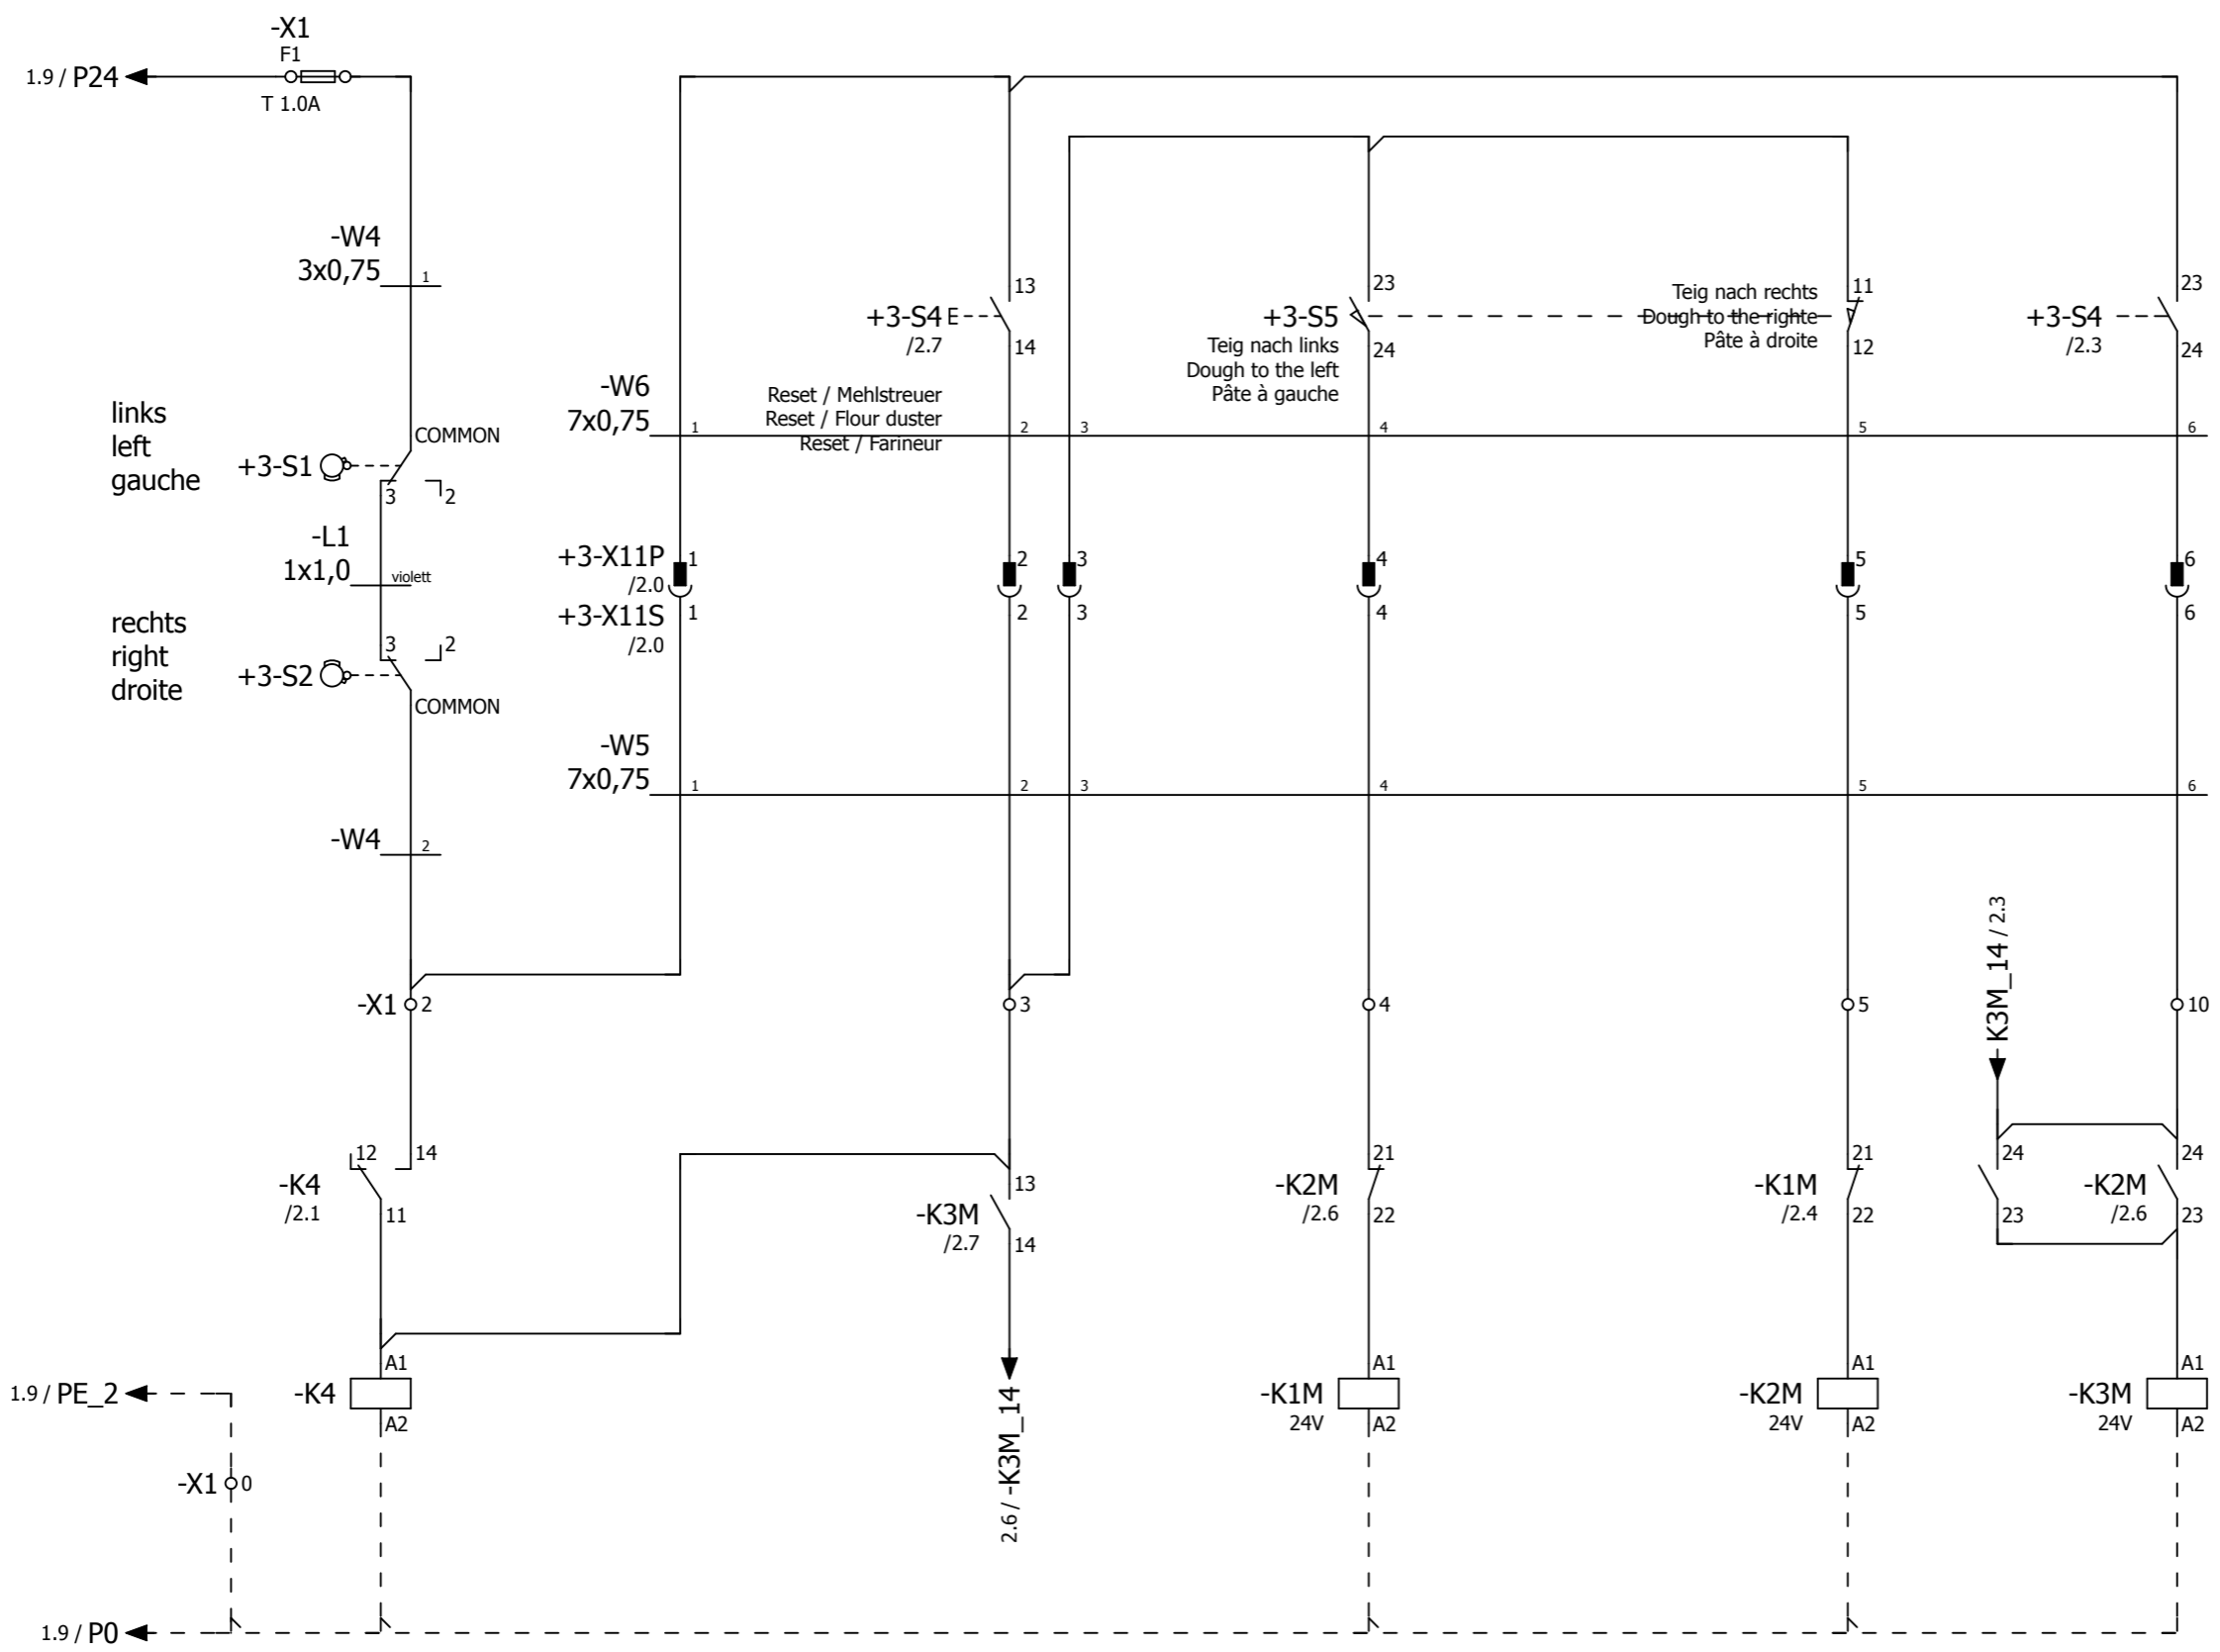 -X1
F1
1.9 / P24
T 1.0A
-W4
3x0,75
1
13
+3-S4 E
/2.7
14
23
+3-S5
24
Teig nach links
Dough to the left
Pâte à gauche
Teig nach rechts
Dough to the righte
Pâte à droite
11
12
23
+3-S4
/2.3
24
-W6
7x0,75
1
Reset / Mehlstreuer
Reset / Flour duster
Reset / Farineur
2
3
4
5
6
links
left
gauche
COMMON
+3-S1
3
2
-L1
1x1,0
violett
+3-X11P
/2.0
1
2
3
4
5
6
+3-X11S
/2.0
1
2
3
4
5
6
rechts
right
droite
3
2
+3-S2
COMMON
-W5
7x0,75
1
2
3
4
5
6
-W4
2
K3M_14 / 2.3
-X1
2
3
4
5
10
12
14
-K4
/2.1
11
13
-K3M
/2.7
14
21
-K2M
/2.6
22
21
-K1M
/2.4
22
24
23
24
-K2M
/2.6
23
1.9 / PE_2
A1
-K4
A2
2.6 / -K3M_14
A1
-K1M
24V
A2
A1
-K2M
24V
A2
A1
-K3M
24V
A2
-X1
0
1.9 / P0